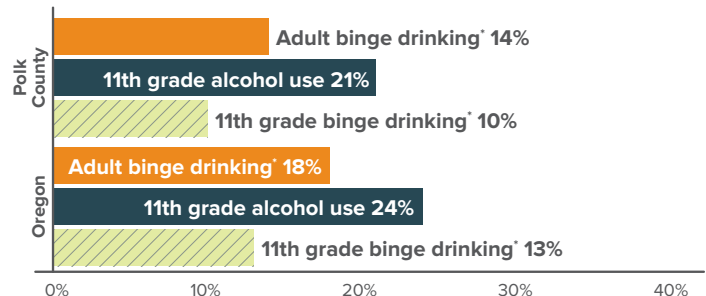 Polk
County
Adult binge drinking* 14%
11th grade alcohol use 21%
11th grade binge drinking* 10%
Oregon
Adult binge drinking* 18%
11th grade alcohol use 24%
11th grade binge drinking* 13%
0% 10% 20% 30% 40%